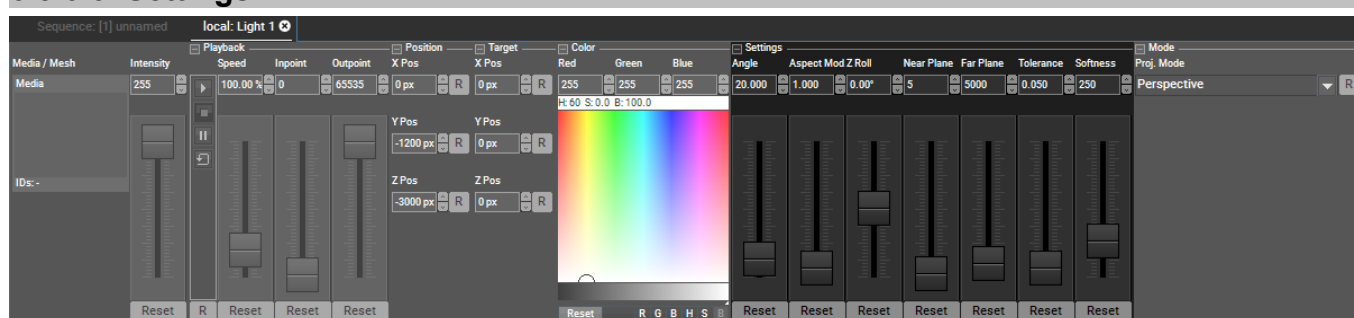 Sequence: [1] unnamed local: Light 1
Playback Position Target Color Settings Mode
Media / Mesh Intensity Speed Inpoint Outpoint X Pos X Pos Red Green Blue Angle Aspect Mod Z Roll Near Plane Far Plane Tolerance Softness Proj. Mode
Media 255 100.00 % 0 65535 0 px R 0 px R 255 255 255 20.000 1.000 0.00° 5 5000 0.050 250 Perspective R
H: 60 S: 0.0 B: 100.0
Y Pos Y Pos
-1200 px R 0 px R
IDs: - Z Pos Z Pos
-3000 px R 0 px R
Reset R Reset Reset Reset Reset R G B H S B Reset Reset Reset Reset Reset Reset Reset